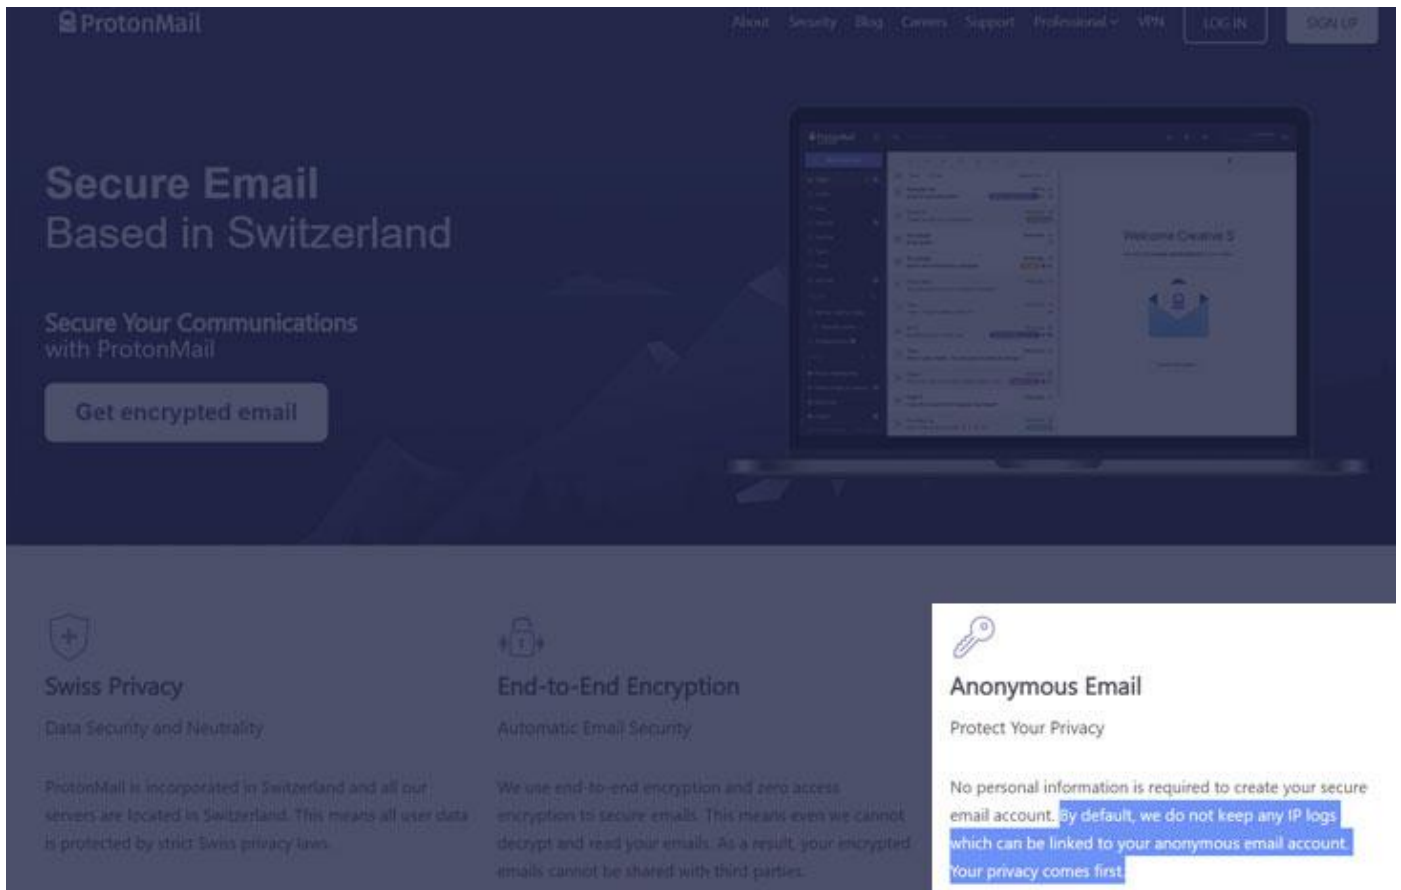 ProtonMail
About Security Blog Careers Support Professional VPN LOG IN SIGN UP
Secure Email
Based in Switzerland
Secure Your Communications
with ProtonMail
Get encrypted email
ProtonMail
Welcome Creative S
Swiss Privacy
Data Security and Neutrality
ProtonMail is incorporated in Switzerland and all our
servers are located in Switzerland. This means all user data
is protected by strict Swiss privacy laws.
End-to-End Encryption
Automatic Email Security
We use end-to-end encryption and zero access
encryption to secure emails. This means even we cannot
decrypt and read your emails. As a result, your encrypted
emails cannot be shared with third parties.
Anonymous Email
Protect Your Privacy
No personal information is required to create your secure
email account. By default, we do not keep any IP logs
which can be linked to your anonymous email account.
Your privacy comes first.